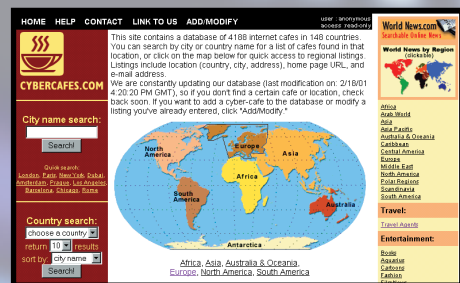 HOME HELP CONTACT LINK TO US ADD/MODIFY
user : anonymous
access :read-only
CYBERCAFES.COM
City name search:
Search!
Quick search:
London, Paris, New York, Dubai,
Amsterdam, Prague, Los Angeles,
Barcelona, Chicago, Rome
Country search:
choose a country
return 10 results
sort by: city name
Search!
This site contains a database of 4188 internet cafes in 148 countries.
You can search by city or country name for a list of cafes found in that
location, or click on the map below for quick access to regional listings.
Listings include location (country, city, address), home page URL, and
e-mail address.
We are constantly updating our database (last modification on: 2/16/01
4:20:20 PM GMT), so if you don't find a certain cafe or location, check
back soon. If you want to add a cyber-cafe to the database or modify a
listing you've already entered, click "Add/Modify."
North
America
Europe
Asia
Africa
South
America
Australia
Antarctica
Africa, Asia, Australia & Oceania,
Europe, North America, South America
World News.com
Searchable Online News
World News by Region
(clickable)
Africa
Arab World
Asia
Asia Pacific
Australia & Oceania
Caribbean
Central America
Europe
Middle East
North America
Polar Regions
Scandinavia
South America
Travel:
Travel Agents
Entertainment:
Books
Aquarius
Cartoons
Fashion